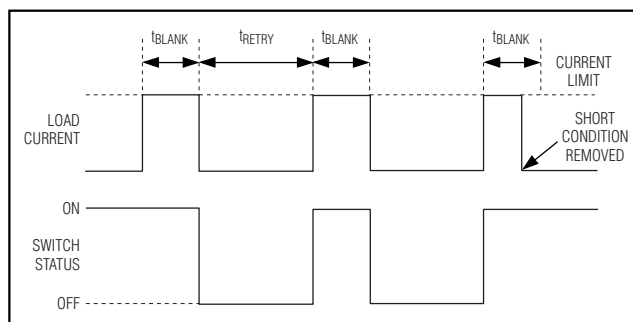 tBLANK
tRETRY
tBLANK
tBLANK
CURRENT
LIMIT
LOAD
CURRENT
SHORT
CONDITION
REMOVED
ON
SWITCH
STATUS
OFF